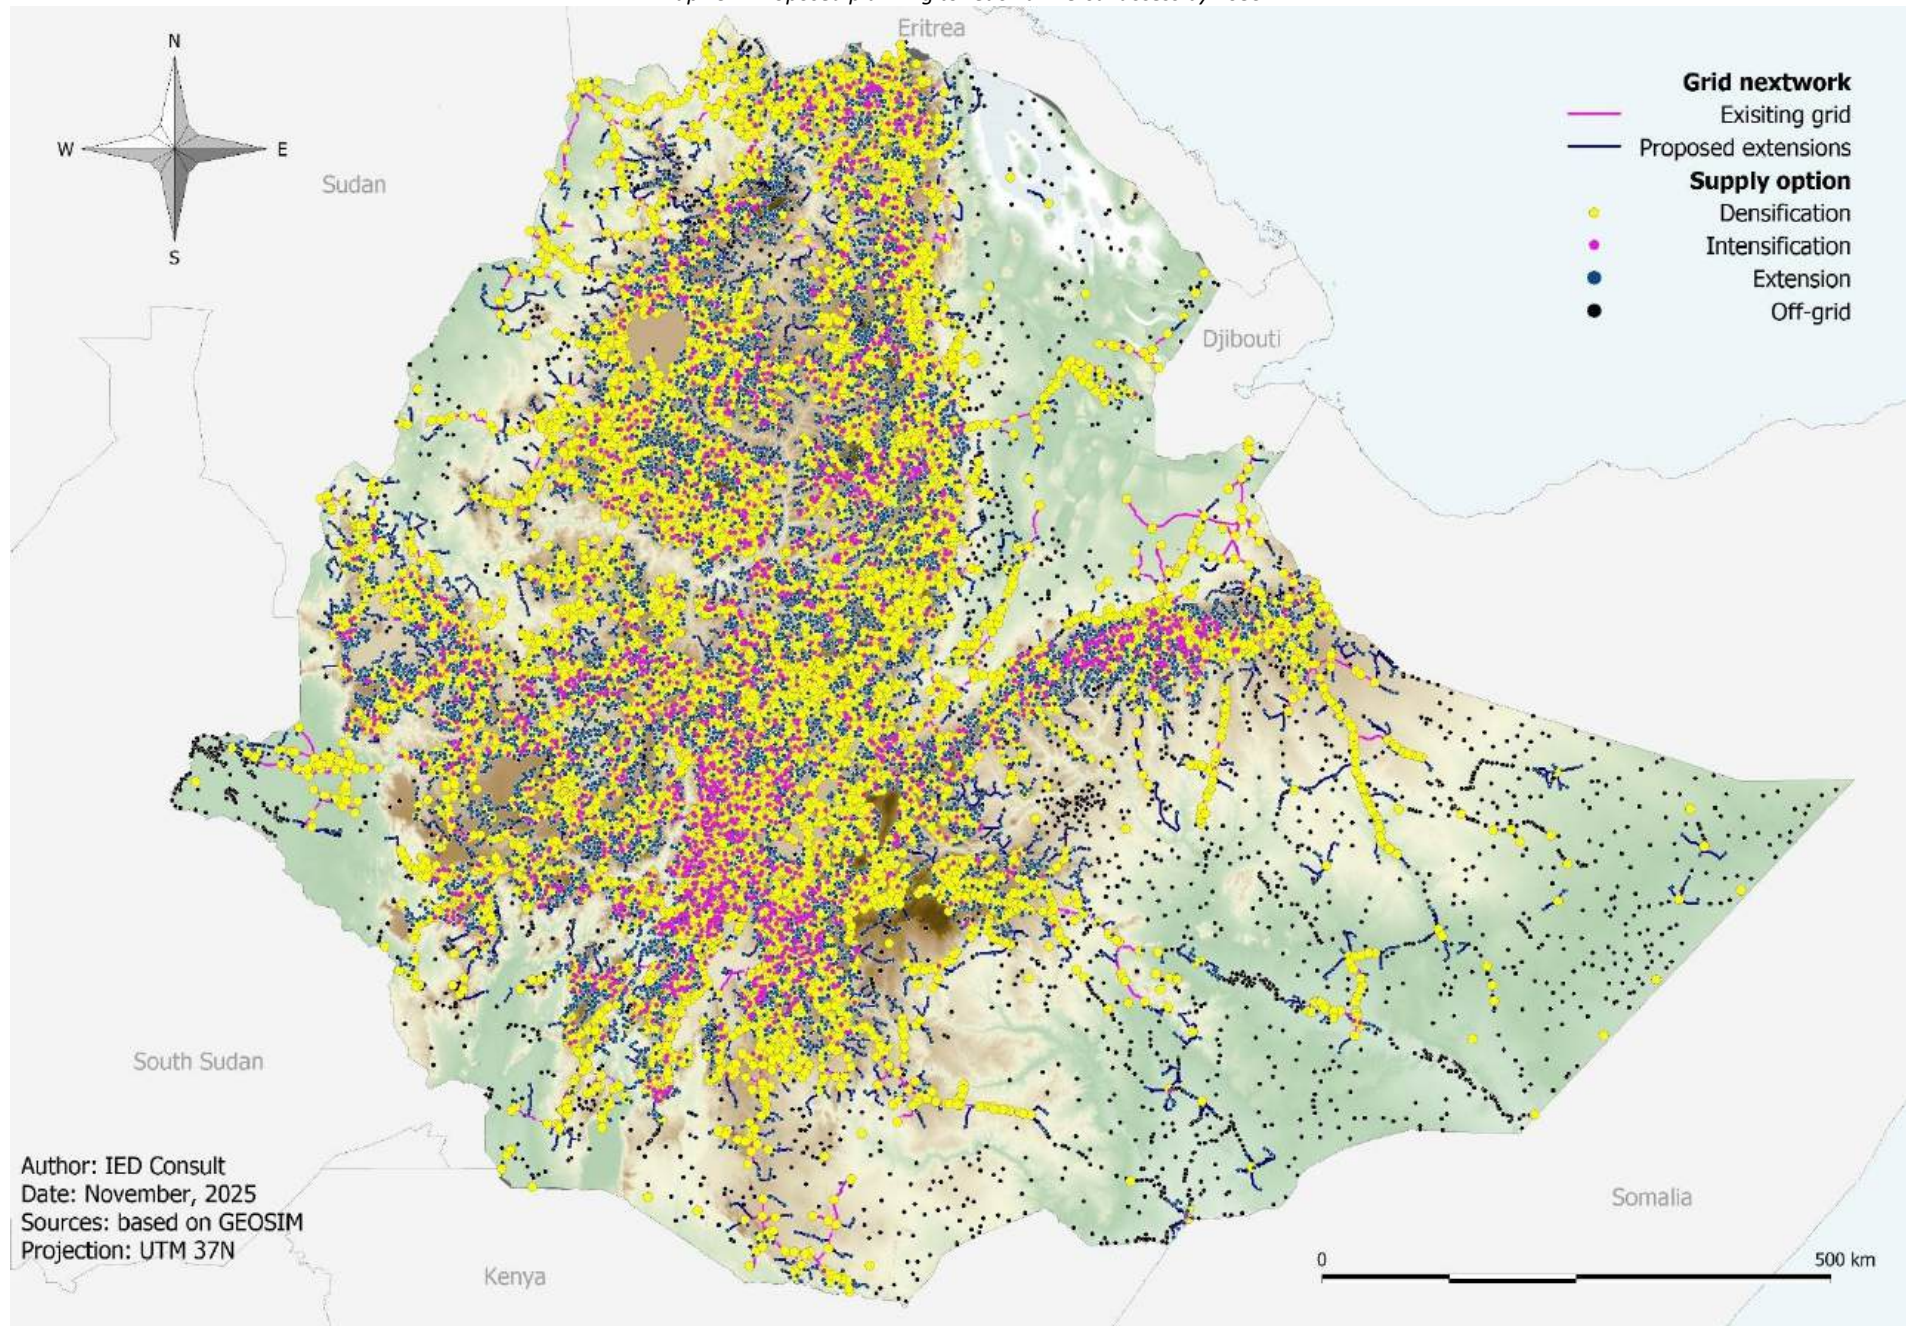 Eritrea
N
W
E
S
Sudan
Grid nextwork
Exisiting grid
Proposed extensions
Supply option
Densification
Intensification
Extension
Off-grid
Djibouti
South Sudan
Author: IED Consult
Date: November, 2025
Sources: based on GEOSIM
Projection: UTM 37N
Kenya
Somalia
0
500 km